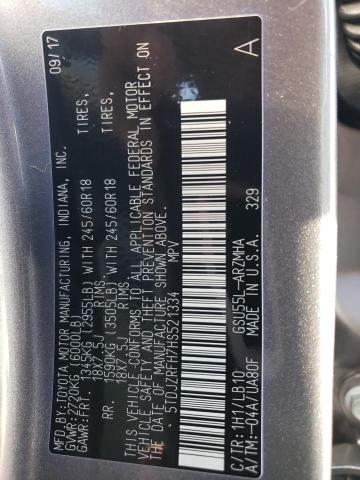 MFD.BY:TOYOTA MOTOR MANUFACTURING, INDIANA, INC. 09/17
GVWR:2720KG (6000LB)
GAWR:FRT. (2955LB) WITH 245/60R18 TIRES,
18X7.5J RIMS
RR. 1590KG (3505LB) WITH 245/60R18 TIRES,
18X7.5J RIMS
THIS VEHICLE CONFORMS TO ALL APPLICABLE FEDERAL MOTOR
VEHICLE SAFETY AND THEFT PREVENTION STANDARDS IN EFFECT ON
THE DATE OF MANUFACTURE SHOWN ABOVE.
5TDJZRFH7HS521334 MPV
C/TR:1H1/LB10 GSU55L-ARZMHA A
A/TM:-04A/UA80F MADE IN U.S.A. 329